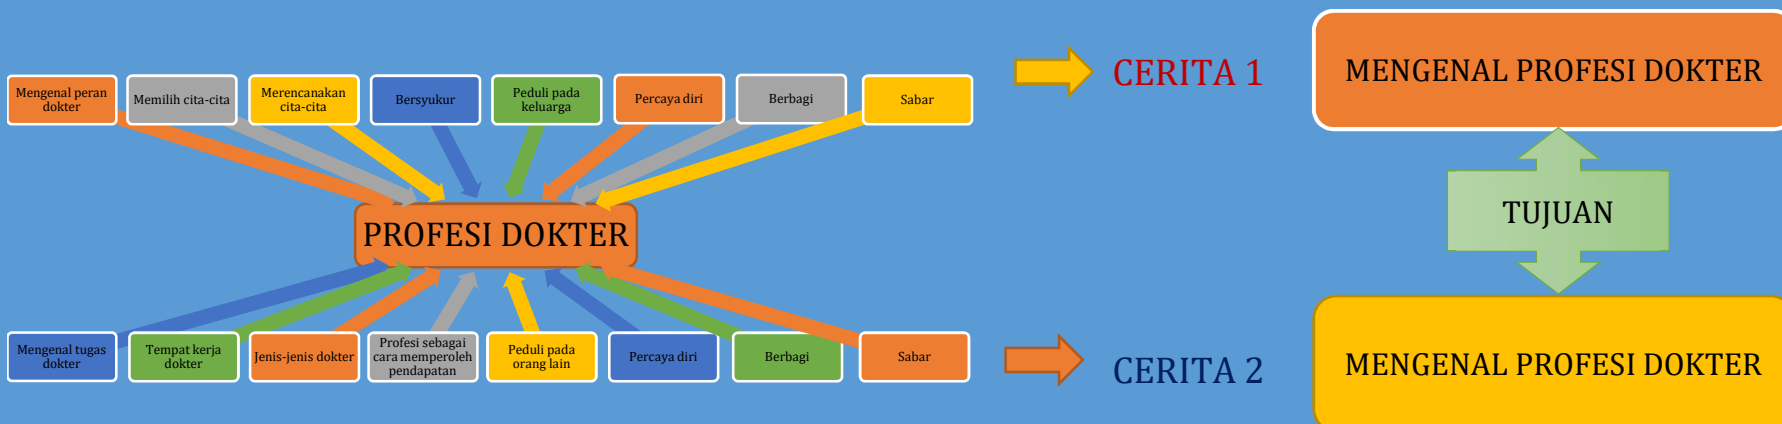 Mengenal peran
dokter
Memilih cita-cita
Merencanakan
cita-cita
Bersyukur
Peduli pada
keluarga
Percaya diri
Berbagi
Sabar
CERITA 1
MENGENAL PROFESI DOKTER
PROFESI DOKTER
TUJUAN
Mengenal tugas
dokter
Tempat kerja
dokter
Jenis-jenis dokter
Profesi sebagai
cara memperoleh
pendapatan
Peduli pada
orang lain
Percaya diri
Berbagi
Sabar
CERITA 2
MENGENAL PROFESI DOKTER